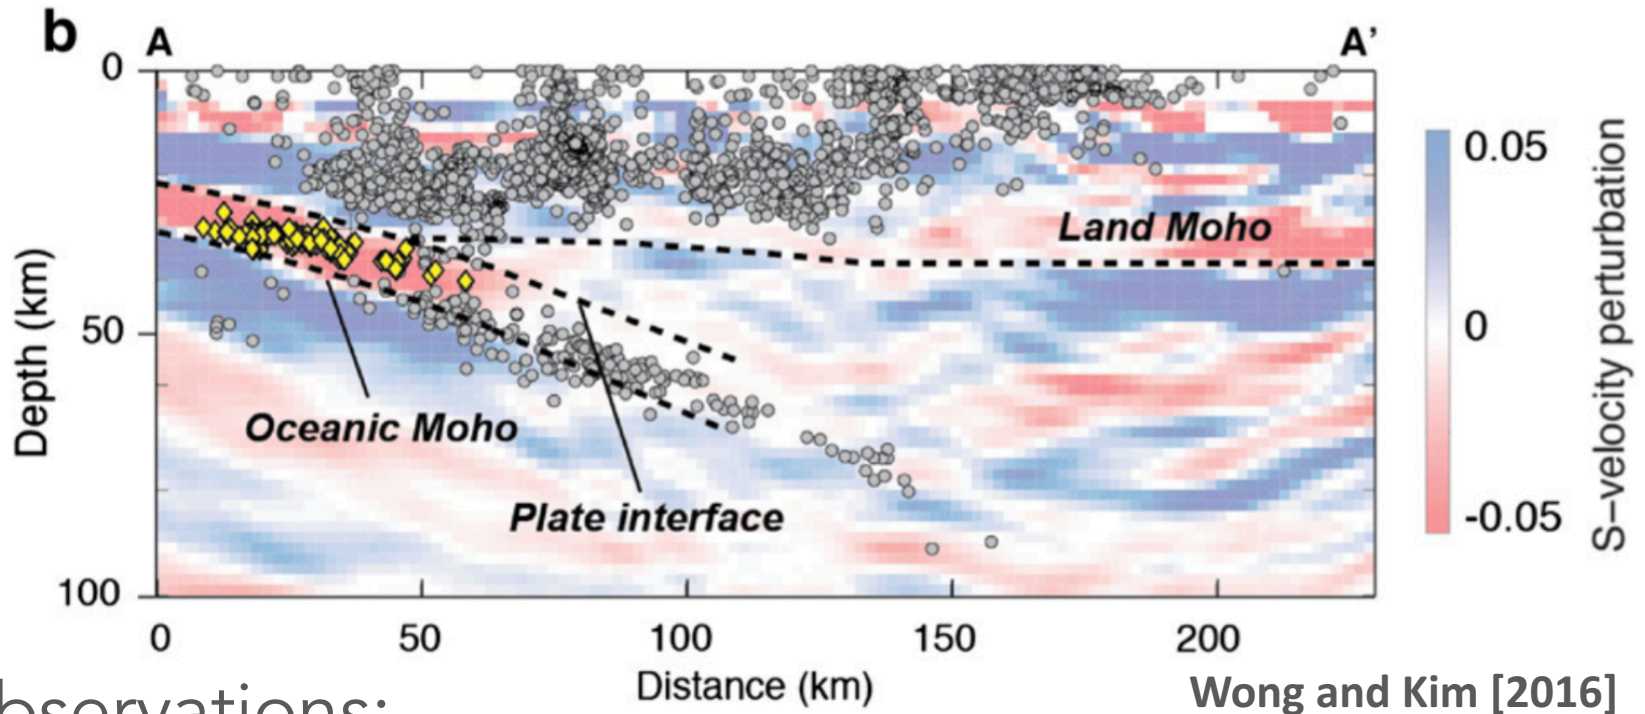 b
A
A’
0
50
100
Depth (km)
Land Moho
Oceanic Moho
Plate interface
0
50
100
150
200
Distance (km)
0.05
0
-0.05
S-velocity perturbation
Wong and Kim [2016]